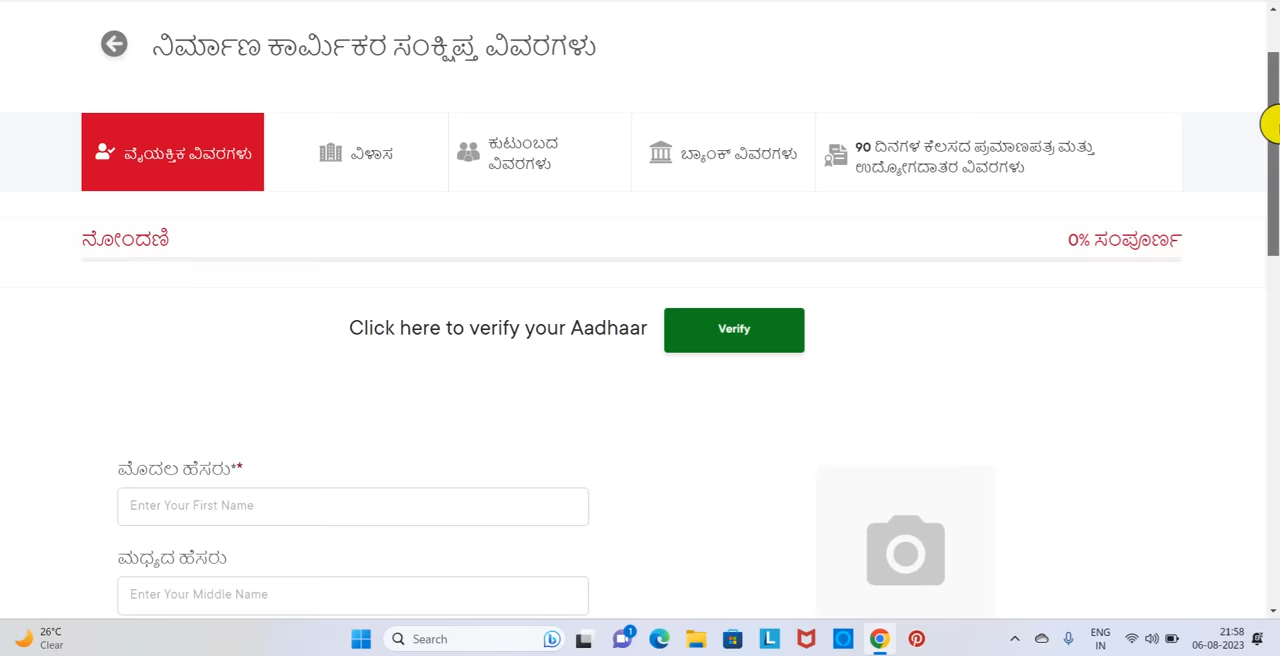 ನಿರ್ಮಾಣ ಕಾರ್ಮಿಕರ ಸಂಕ್ಷಿಪ್ತ ವಿವರಗಳು
ವೈಯಕ್ತಿಕ ವಿವರಗಳು
ವಿಳಾಸ
ಕುಟುಂಬದ
ವಿವರಗಳು
ಬ್ಯಾಂಕ್ ವಿವರಗಳು
90 ದಿನಗಳ ಕೆಲಸದ ಪ್ರಮಾಣಪತ್ರ ಮತ್ತು
ಉದ್ಯೋಗದಾತರ ವಿವರಗಳು
ನೋಂದಣಿ
0% ಸಂಪೂರ್ಣ
Click here to verify your Aadhaar
Verify
ಮೊದಲ ಹೆಸರು**
Enter Your First Name
ಮಧ್ಯದ ಹೆಸರು
Enter Your Middle Name
26°C
Clear
Search
1
ENG
IN
21:58
06-08-2023